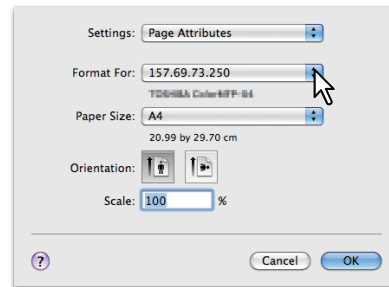 Settings: Page Attributes
Format For: 157.69.73.250
Paper Size: A4
20.99 by 29.70 cm
Orientation:
Scale: 100 %
? Cancel OK